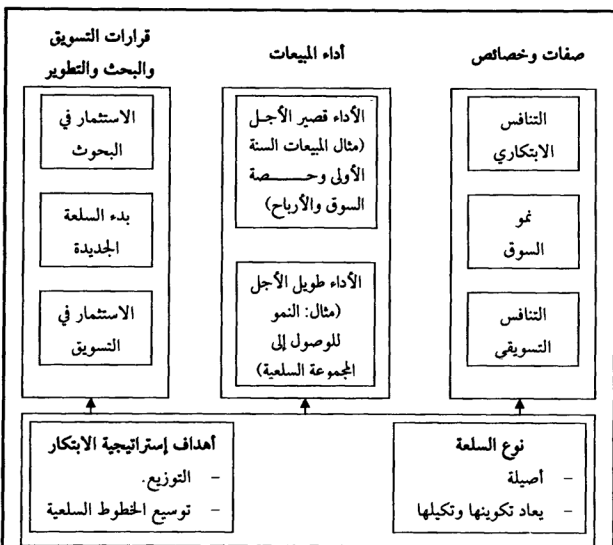 صفات وخصائص
التنافس
الابتكاري
نمو
السوق
التنافس
التسويقي
أداء المبيعات
الأداء قصير الأجل
(مثال المبيعات السنة
الأولى وحصة
السوق والأرباح)
الأداء طويل الأجل
(مثال: النمو
للوصول إلى
المجموعة السلعية)
قرارات التسويق
والبحث والتطوير
الاستثمار في
البحوث
بدء السلعة
الجديدة
الاستثمار في
التسويق
نوع السلعة
- أصيلة
- يعاد تكوينها وتكيلها
أهداف إستراتيجية الابتكار
- التوزيع.
- توسيع الخطوط السلعية